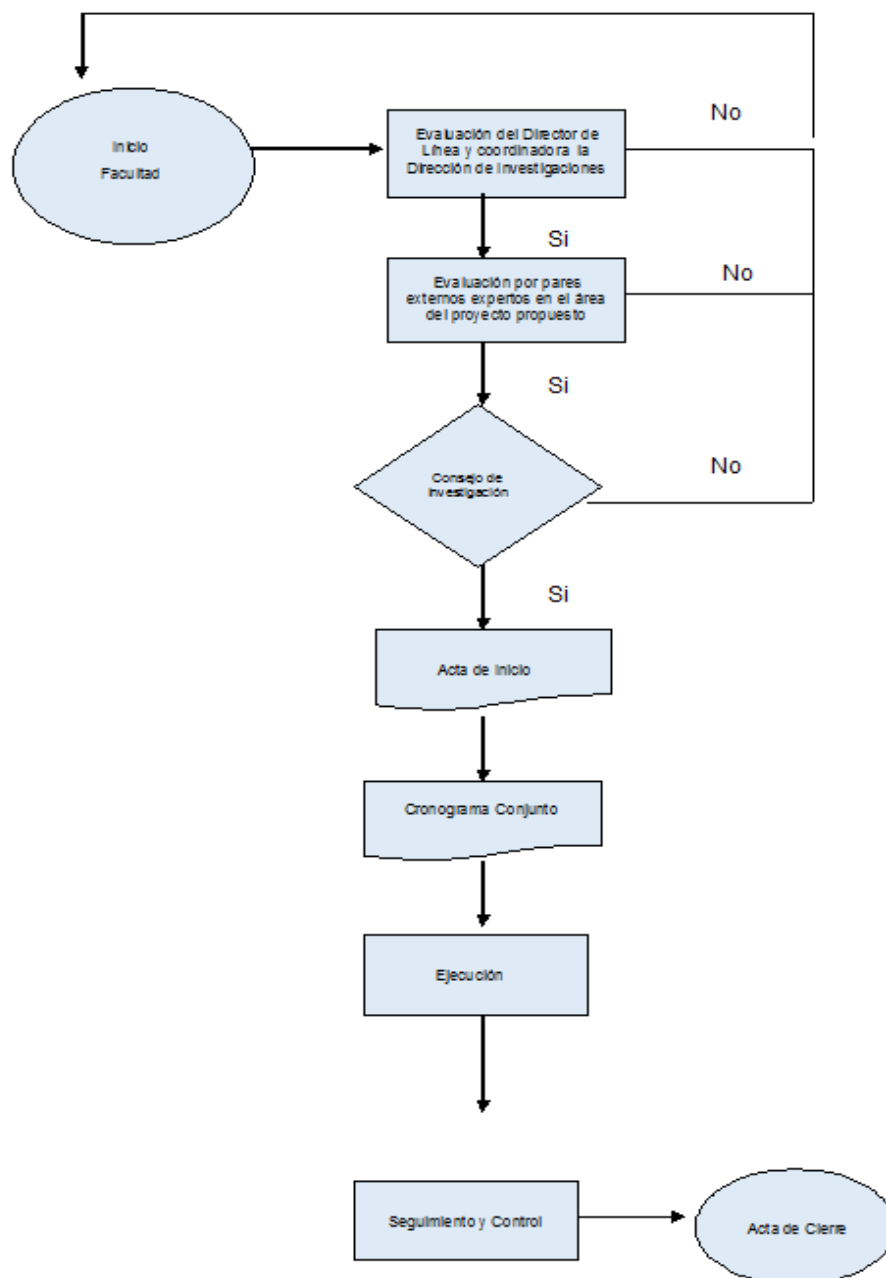 Inicio
Facultad
Evaluación del Director de
Línea y coordinadora la
Dirección de Investigaciones
No
Si
Evaluación por pares
externos expertos en el área
del proyecto propuesto
No
Si
Consejo de
Investigación
No
Si
Acta de Inicio
Cronograma Conjunto
Ejecución
Seguimiento y Control
Acta de Cierre